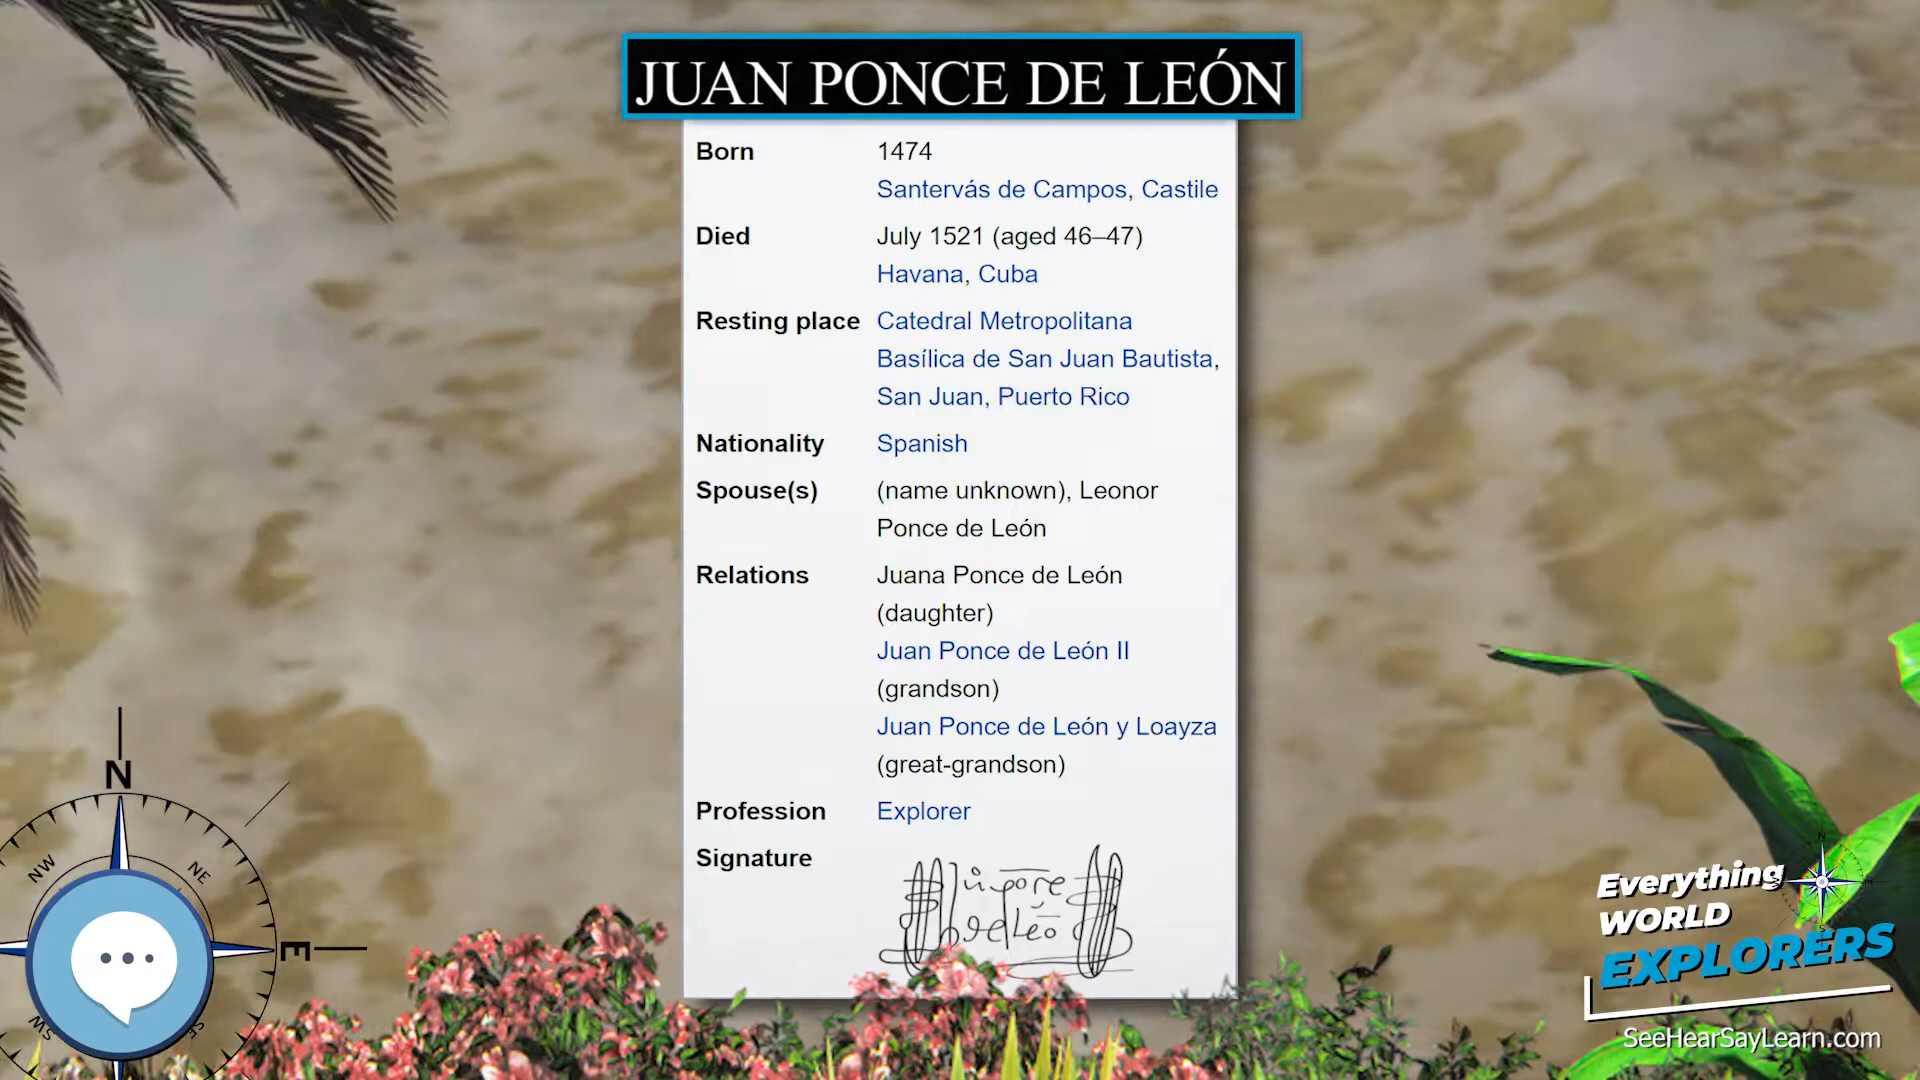 JUAN PONCE DE LEÓN
Born 1474
Santervás de Campos, Castile
Died July 1521 (aged 46–47)
Havana, Cuba
Resting place Catedral Metropolitana
Basílica de San Juan Bautista,
San Juan, Puerto Rico
Nationality Spanish
Spouse(s) (name unknown), Leonor
Ponce de León
Relations Juana Ponce de León
(daughter)
Juan Ponce de León II
(grandson)
Juan Ponce de León y Loayza
(great-grandson)
Profession Explorer
Signature
N
NW NE
E
SW SE
Everything
WORLD
EXPLORERS
SeeHearSayLearn.com